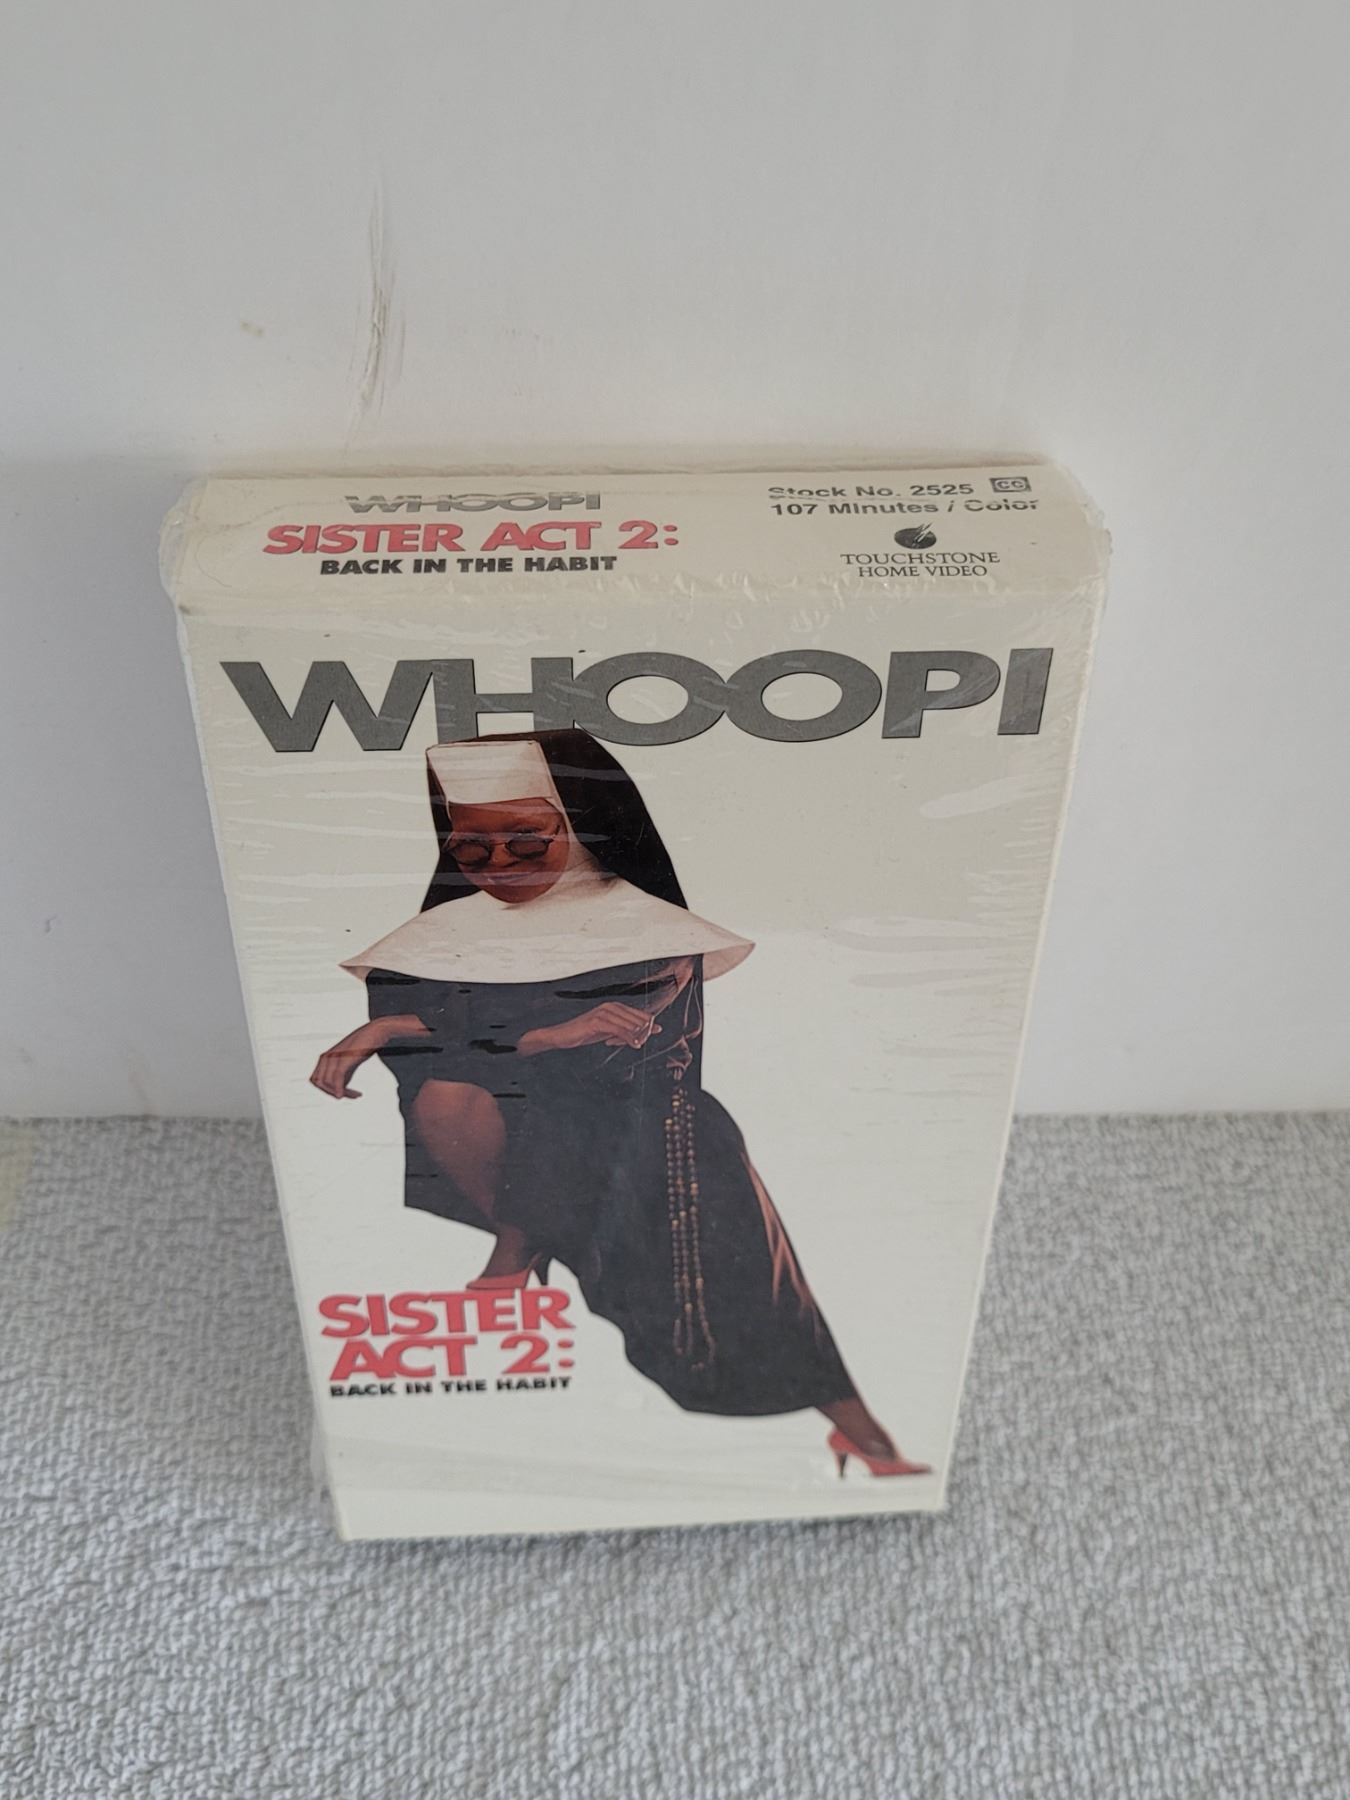 WHOOPI
SISTER ACT 2:
BACK IN THE HABIT
Stock No. 2525 CC
107 Minutes / Color
TOUCHSTONE
HOME VIDEO
WHOOPI
SISTER
ACT 2:
BACK IN THE HABIT